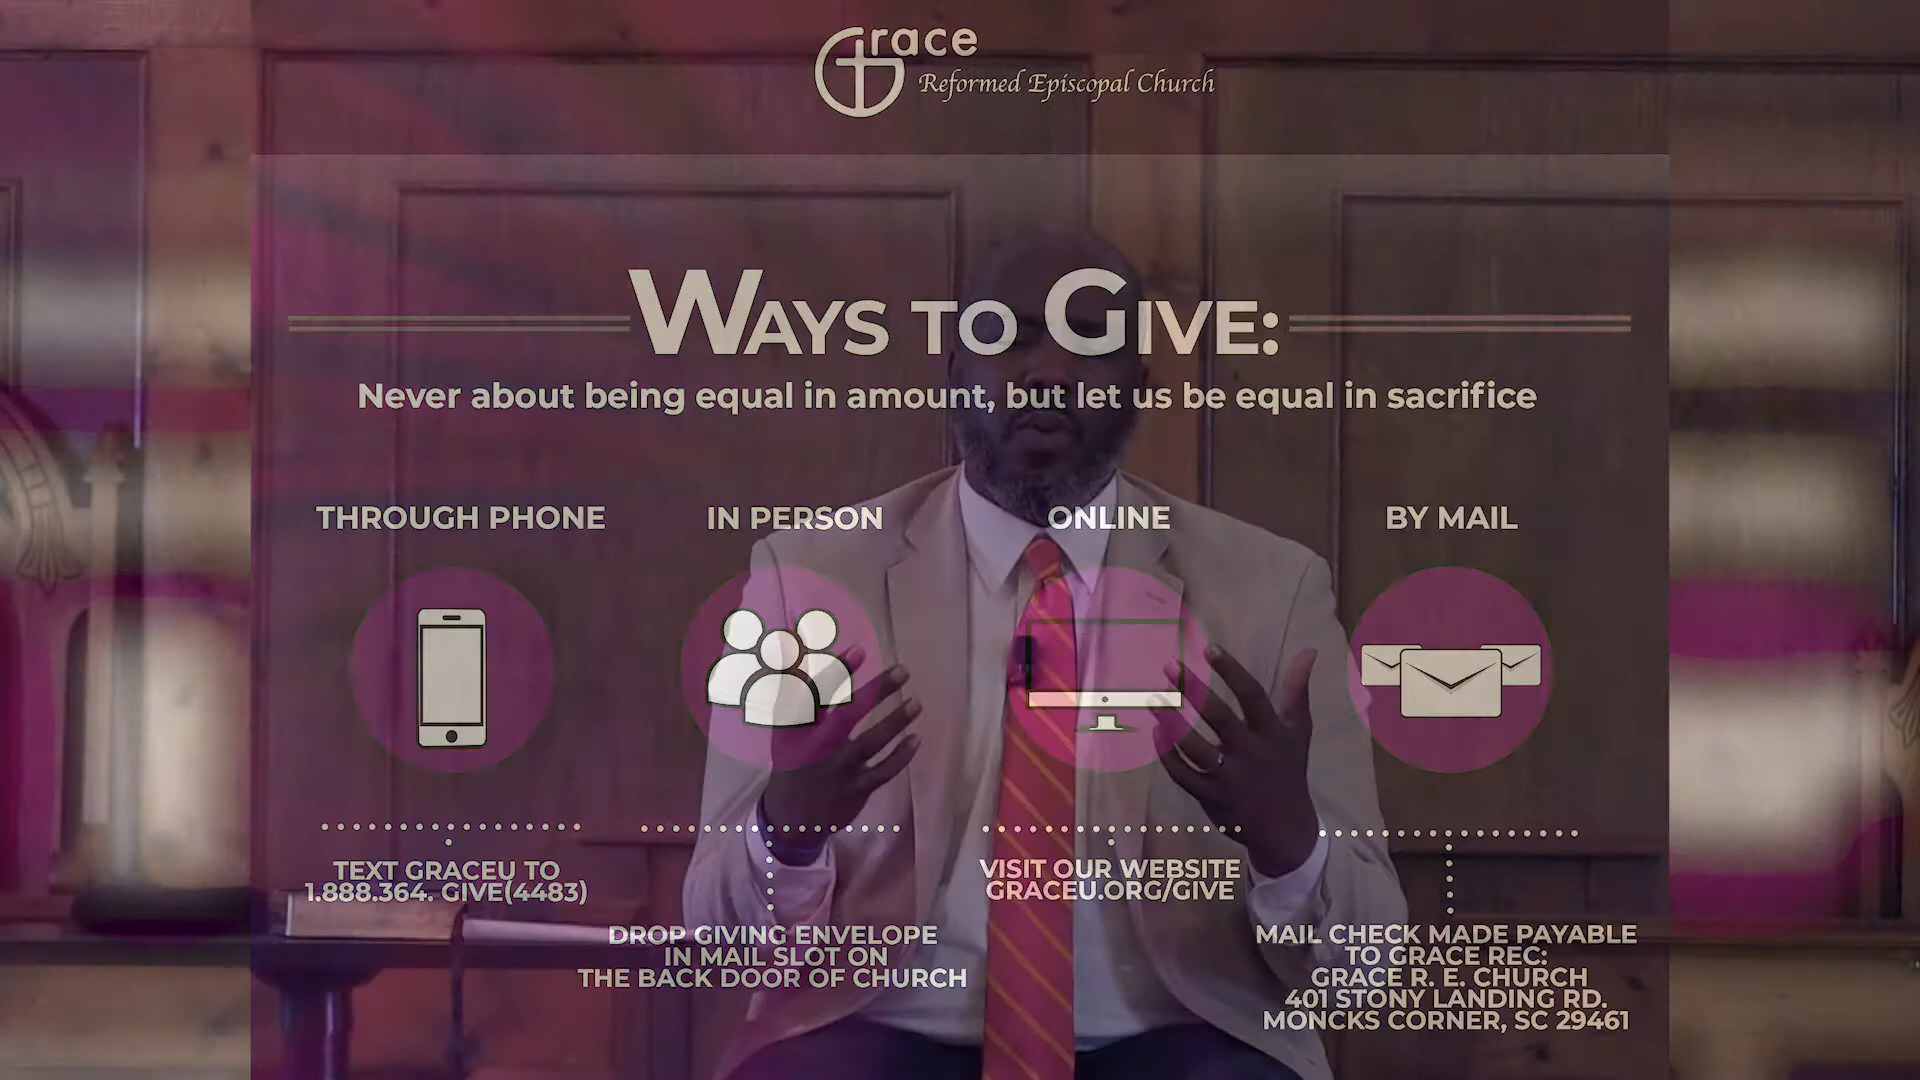 Grace
Reformed Episcopal Church
WAYS TO GIVE:
Never about being equal in amount, but let us be equal in sacrifice
THROUGH PHONE
IN PERSON
ONLINE
BY MAIL
TEXT GRACEU TO
1.888.364. GIVE(4483)
DROP GIVING ENVELOPE
IN MAIL SLOT ON
THE BACK DOOR OF CHURCH
VISIT OUR WEBSITE
GRACEU.ORG/GIVE
MAIL CHECK MADE PAYABLE
TO GRACE REC:
GRACE R. E. CHURCH
401 STONY LANDING RD.
MONCKS CORNER, SC 29461